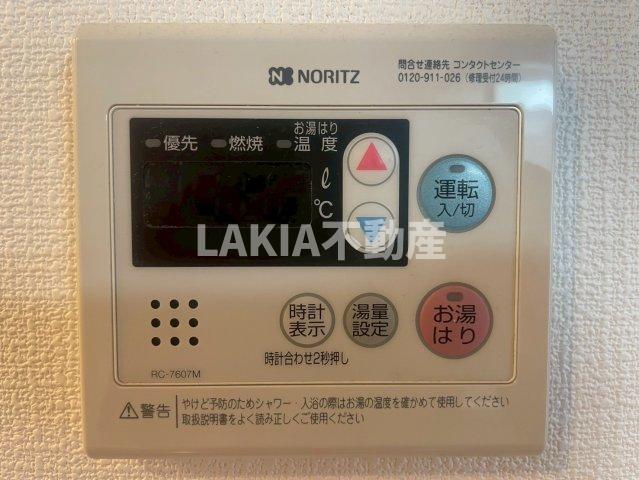 NORITZ
問合せ連絡先 コンタクトセンター
0120-911-026（修理受付24時間）
お湯はり
優先 燃焼 温度
ℓ
℃
運転
入/切
LAKIA不動産
時計
表示
湯量
設定
お湯
はり
時計合わせ2秒押し
RC-7607M
警告
やけど予防のためシャワー・入浴の際はお湯の温度を確かめて使用してください
取扱説明書をよく読み正しくご使用ください